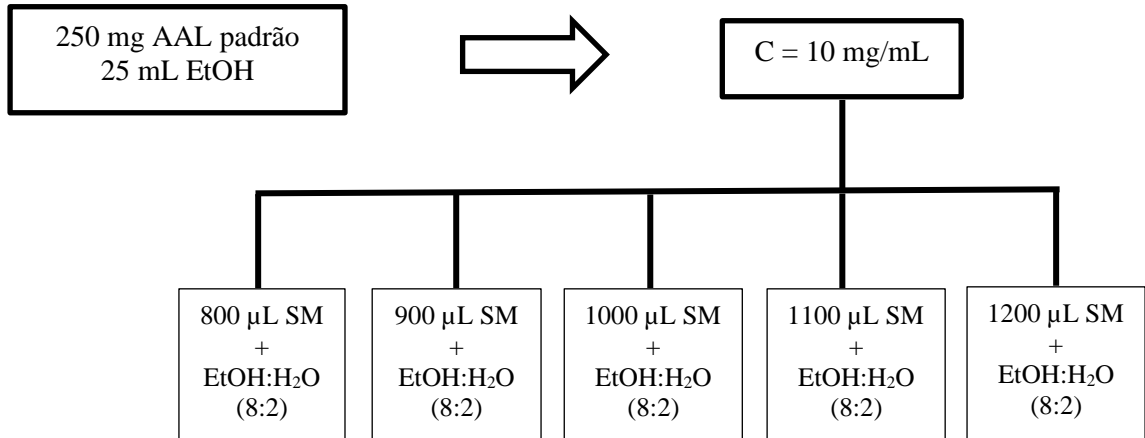 250 mg AAL padrão
25 mL EtOH
C = 10 mg/mL
800 µL SM
+
EtOH:H₂O
(8:2)
900 µL SM
+
EtOH:H₂O
(8:2)
1000 µL SM
+
EtOH:H₂O
(8:2)
1100 µL SM
+
EtOH:H₂O
(8:2)
1200 µL SM
+
EtOH:H₂O
(8:2)